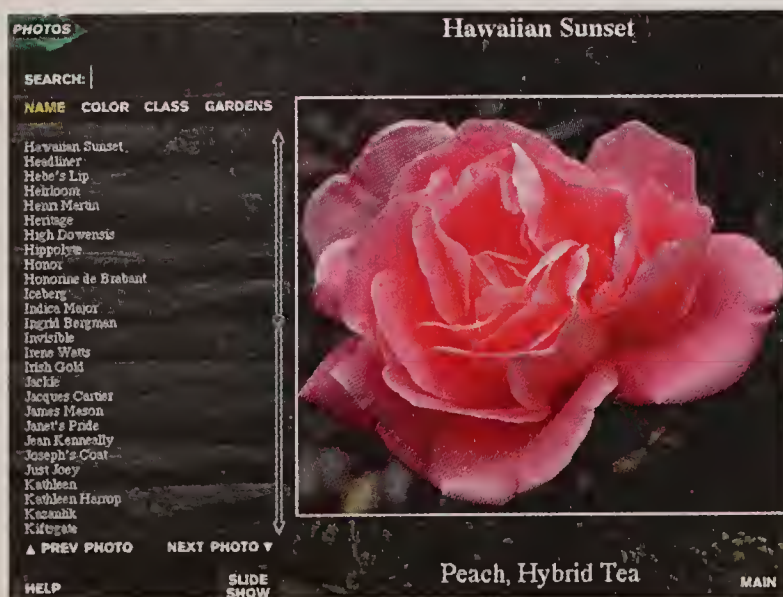 PHOTOS
Hawaiian Sunset
SEARCH:
NAME COLOR CLASS GARDENS
Hawaiian Sunset
Headliner
Hebe's Lip
Heirloom
Henri Martin
Heritage
High Dowensis
Hippolyte
Honor
Honorine de Brabant
Iceberg
Indica Major
Ingrid Bergman
Invisible
Irene Watts
Irish Gold
Jackie
Jacques Cartier
James Mason
Janet's Pride
Jean Kenneally
Joseph's Coat
Just Joey
Kathleen
Kathleen Harrop
Kazanlik
Kiftsgate
▲ PREV PHOTO NEXT PHOTO ▼
Peach, Hybrid Tea
HELP SLIDE SHOW MAIN